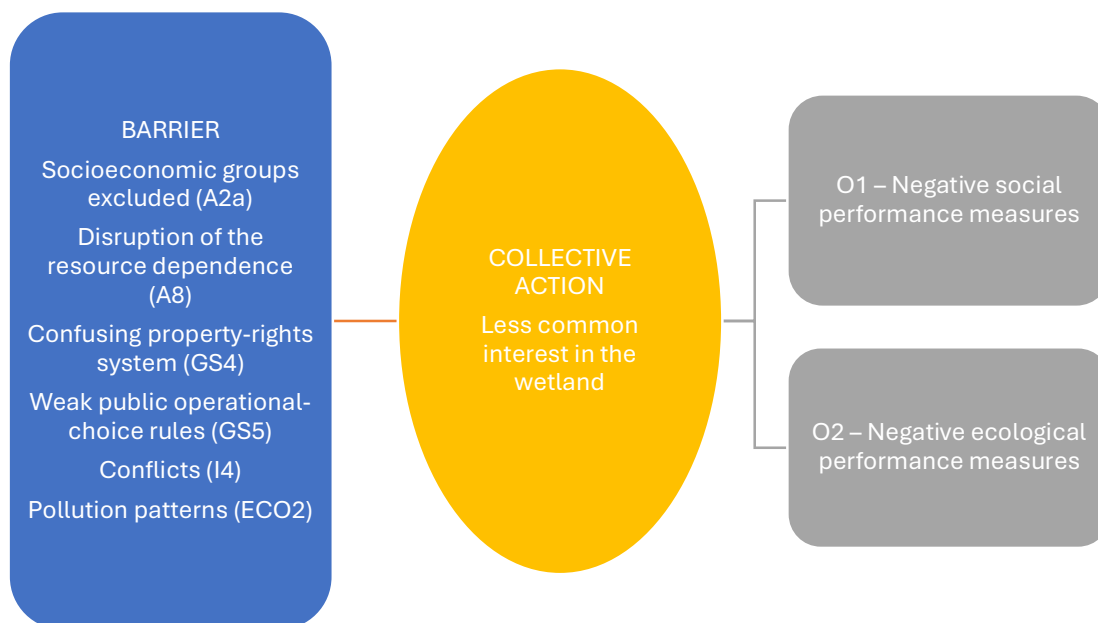 BARRIER
Socioeconomic groups
excluded (A2a)
Disruption of the
resource dependence
(A8)
Confusing property-rights
system (GS4)
Weak public operational-
choice rules (GS5)
Conflicts (I4)
Pollution patterns (ECO2)
COLLECTIVE
ACTION
Less common
interest in the
wetland
O1 – Negative social
performance measures
O2 – Negative ecological
performance measures